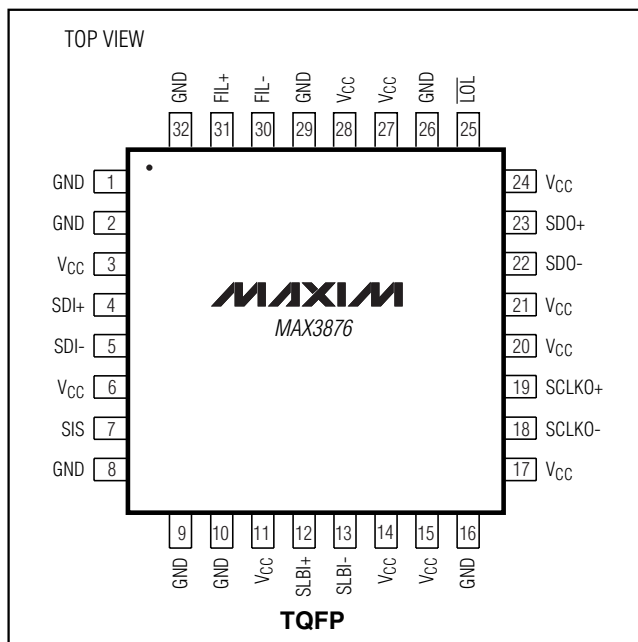 TOP VIEW
GND
FIL+
FIL-
GND
VCC
VCC
GND
LOL
32
31
30
29
28
27
26
25
GND 1
GND 2
VCC 3
SDI+ 4
SDI- 5
VCC 6
SIS 7
GND 8
24 VCC
23 SDO+
22 SDO-
21 VCC
20 VCC
19 SCLKO+
18 SCLKO-
17 VCC
MAXIM
MAX3876
9
10
11
12
13
14
15
16
GND
GND
VCC
SLBI+
SLBI-
VCC
VCC
GND
TQFP